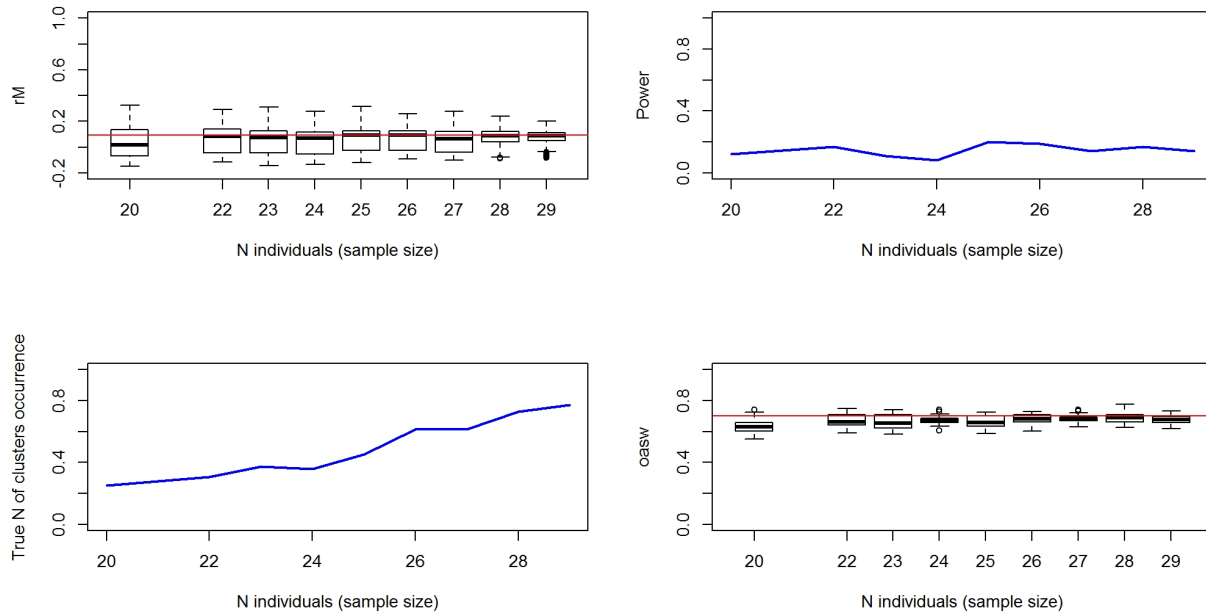 rM
1.0
0.6
0.2
-0.2
20 22 23 24 25 26 27 28 29
N individuals (sample size)
Power
0.8
0.4
0.0
20 22 24 26 28
N individuals (sample size)
True N of clusters occurrence
0.8
0.4
0.0
20 22 24 26 28
N individuals (sample size)
oasw
0.8
0.4
0.0
20 22 23 24 25 26 27 28 29
N individuals (sample size)